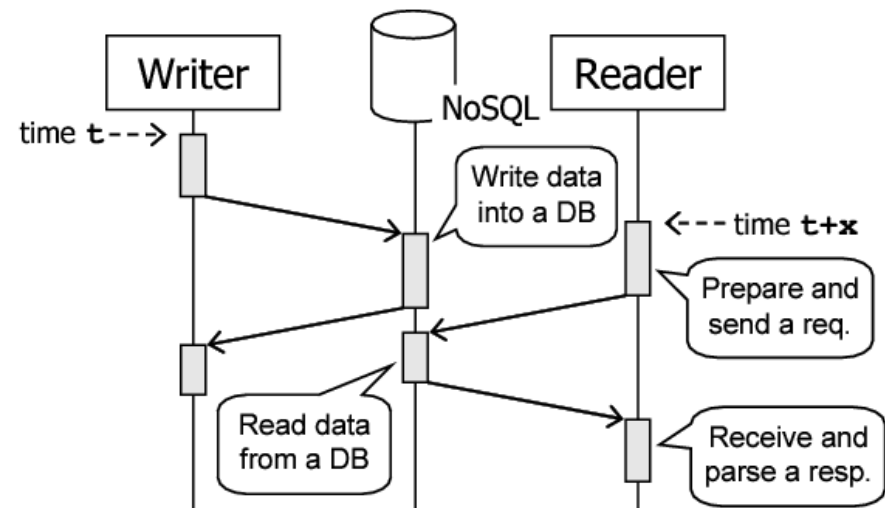 Writer
NoSQL
Reader
time t
Write data
into a DB
time t+x
Prepare and
send a req.
Read data
from a DB
Receive and
parse a resp.